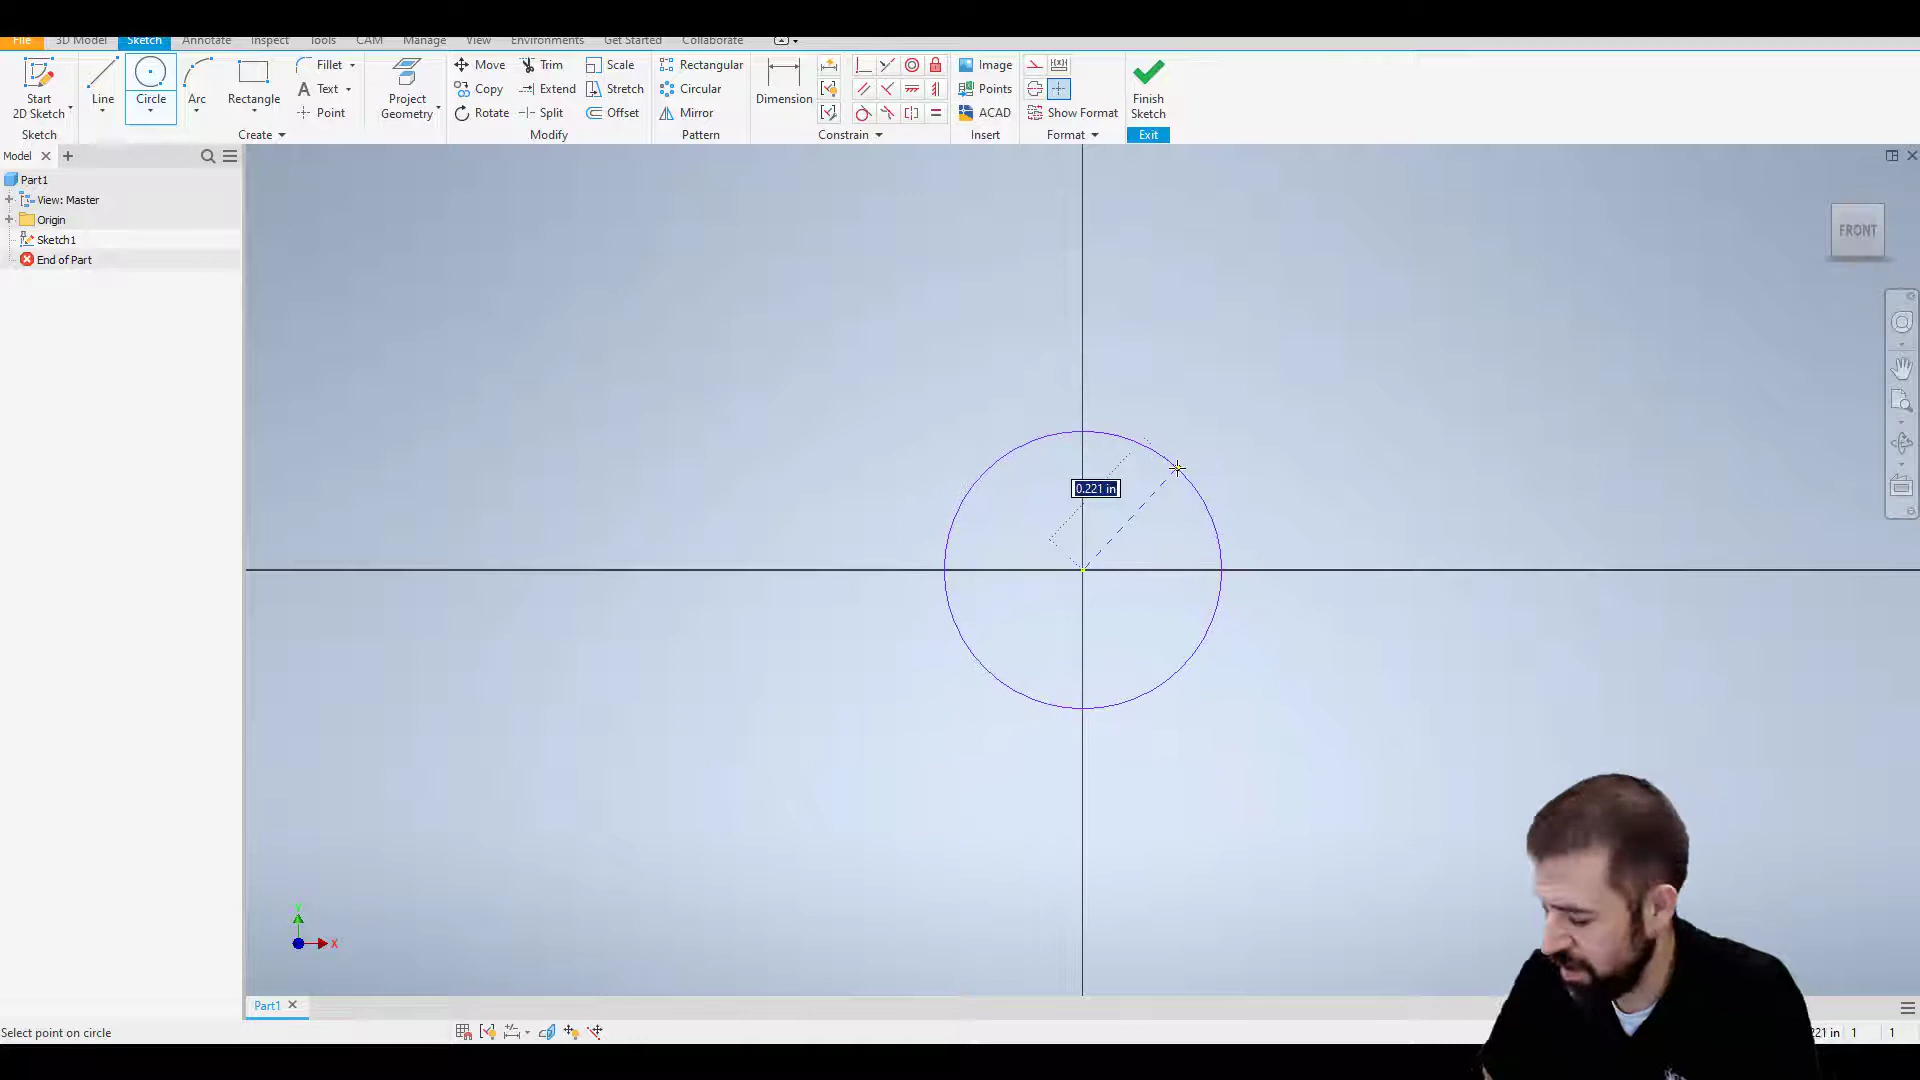 File 3D Model Sketch Annotate Inspect Tools CAM Manage View Environments Get Started Collaborate
Start 2D Sketch
Line
Circle
Arc
Rectangle
Fillet
Text
Point
Project Geometry
Move
Copy
Rotate
Trim
Extend
Split
Scale
Stretch
Offset
Rectangular
Circular
Mirror
Dimension
Image
Points
ACAD
Show Format
Finish Sketch
Sketch
Create
Modify
Pattern
Constrain
Insert
Format
Exit
Model
Part1
View: Master
Origin
Sketch1
End of Part
FRONT
0.221 in
Y
X
Part1
Select point on circle
221 in 1 1